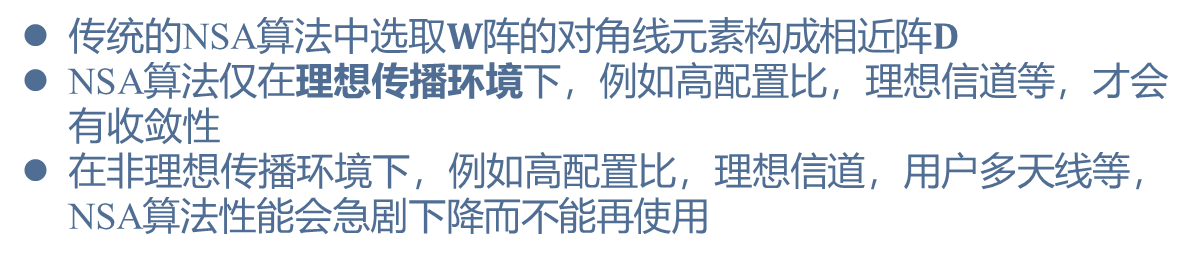 ● 传统的NSA算法中选取W阵的对角线元素构成相近阵D
● NSA算法仅在理想传播环境下，例如高配置比，理想信道等，才会
有收敛性
● 在非理想传播环境下，例如高配置比，理想信道，用户多天线等，
NSA算法性能会急剧下降而不能再使用